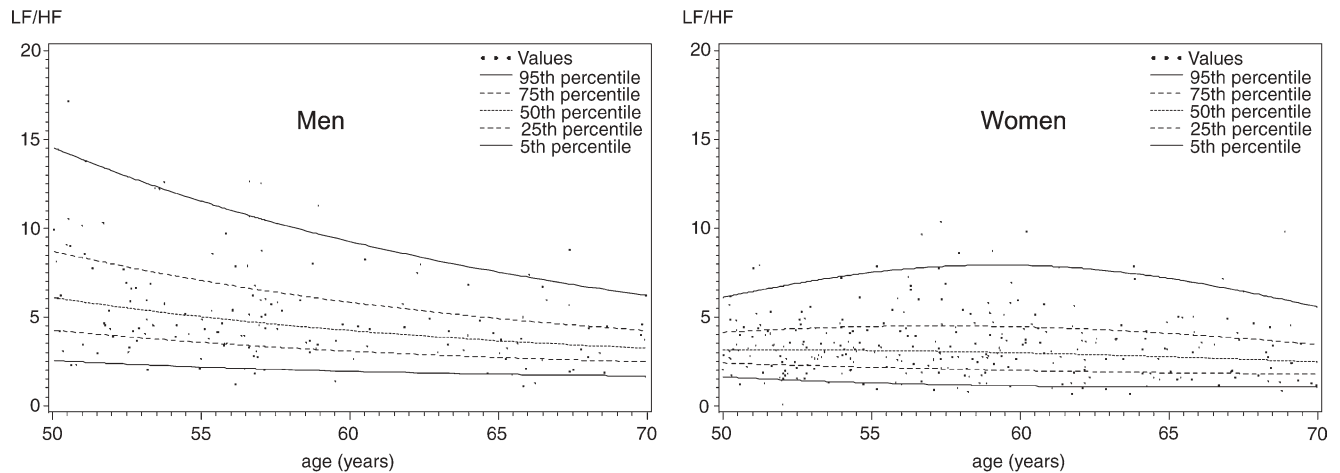 LF/HF
20
15
10
5
0
50
55
60
65
70
age (years)
Men
Values
95th percentile
75th percentile
50th percentile
25th percentile
5th percentile
LF/HF
20
15
10
5
0
50
55
60
65
70
age (years)
Women
Values
95th percentile
75th percentile
50th percentile
25th percentile
5th percentile